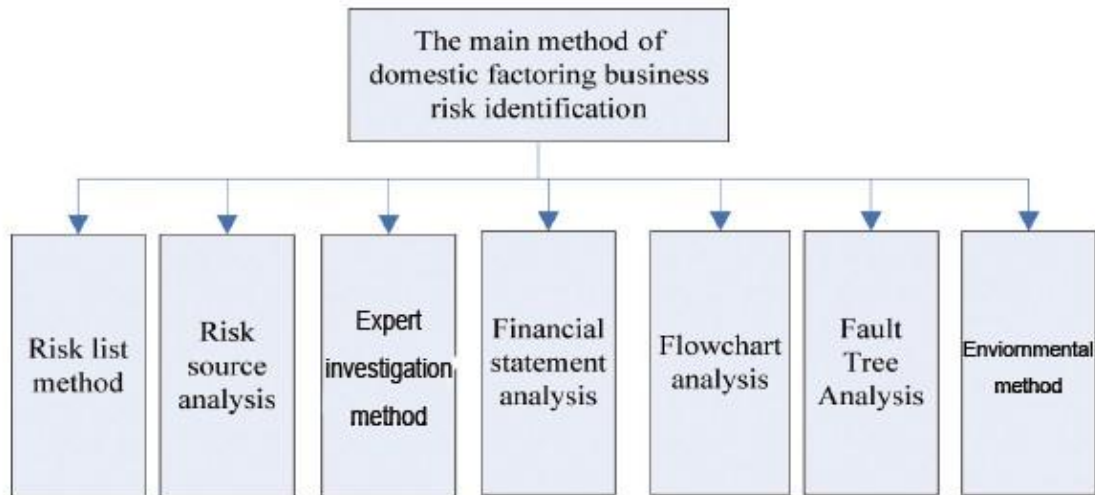 The main method of
domestic factoring business
risk identification
Risk list
method
Risk
source
analysis
Expert
investigation
method
Financial
statement
analysis
Flowchart
analysis
Fault
Tree
Analysis
Enviornmental
method